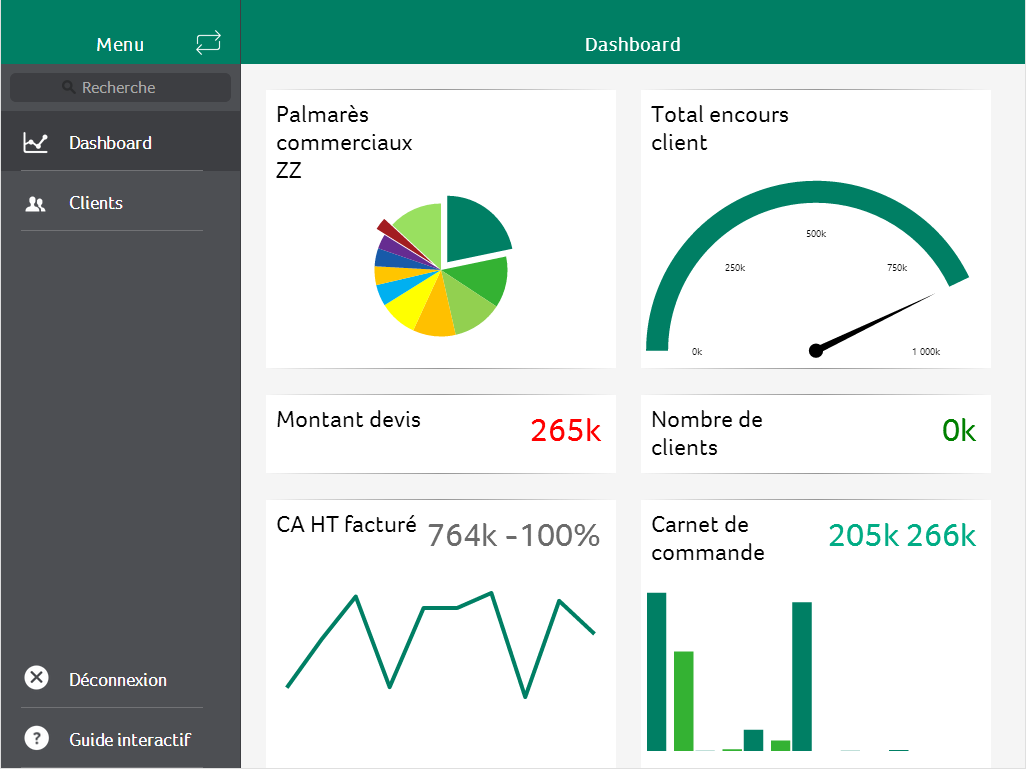 Menu
Dashboard
Recherche
Dashboard
Clients
Déconnexion
?
Guide interactif
Palmarès
commerciaux
ZZ
Total encours
client
500k
250k
750k
0k
1 000k
Montant devis
265k
Nombre de
clients
0k
CA HT facturé
764k -100%
Carnet de
commande
205k 266k